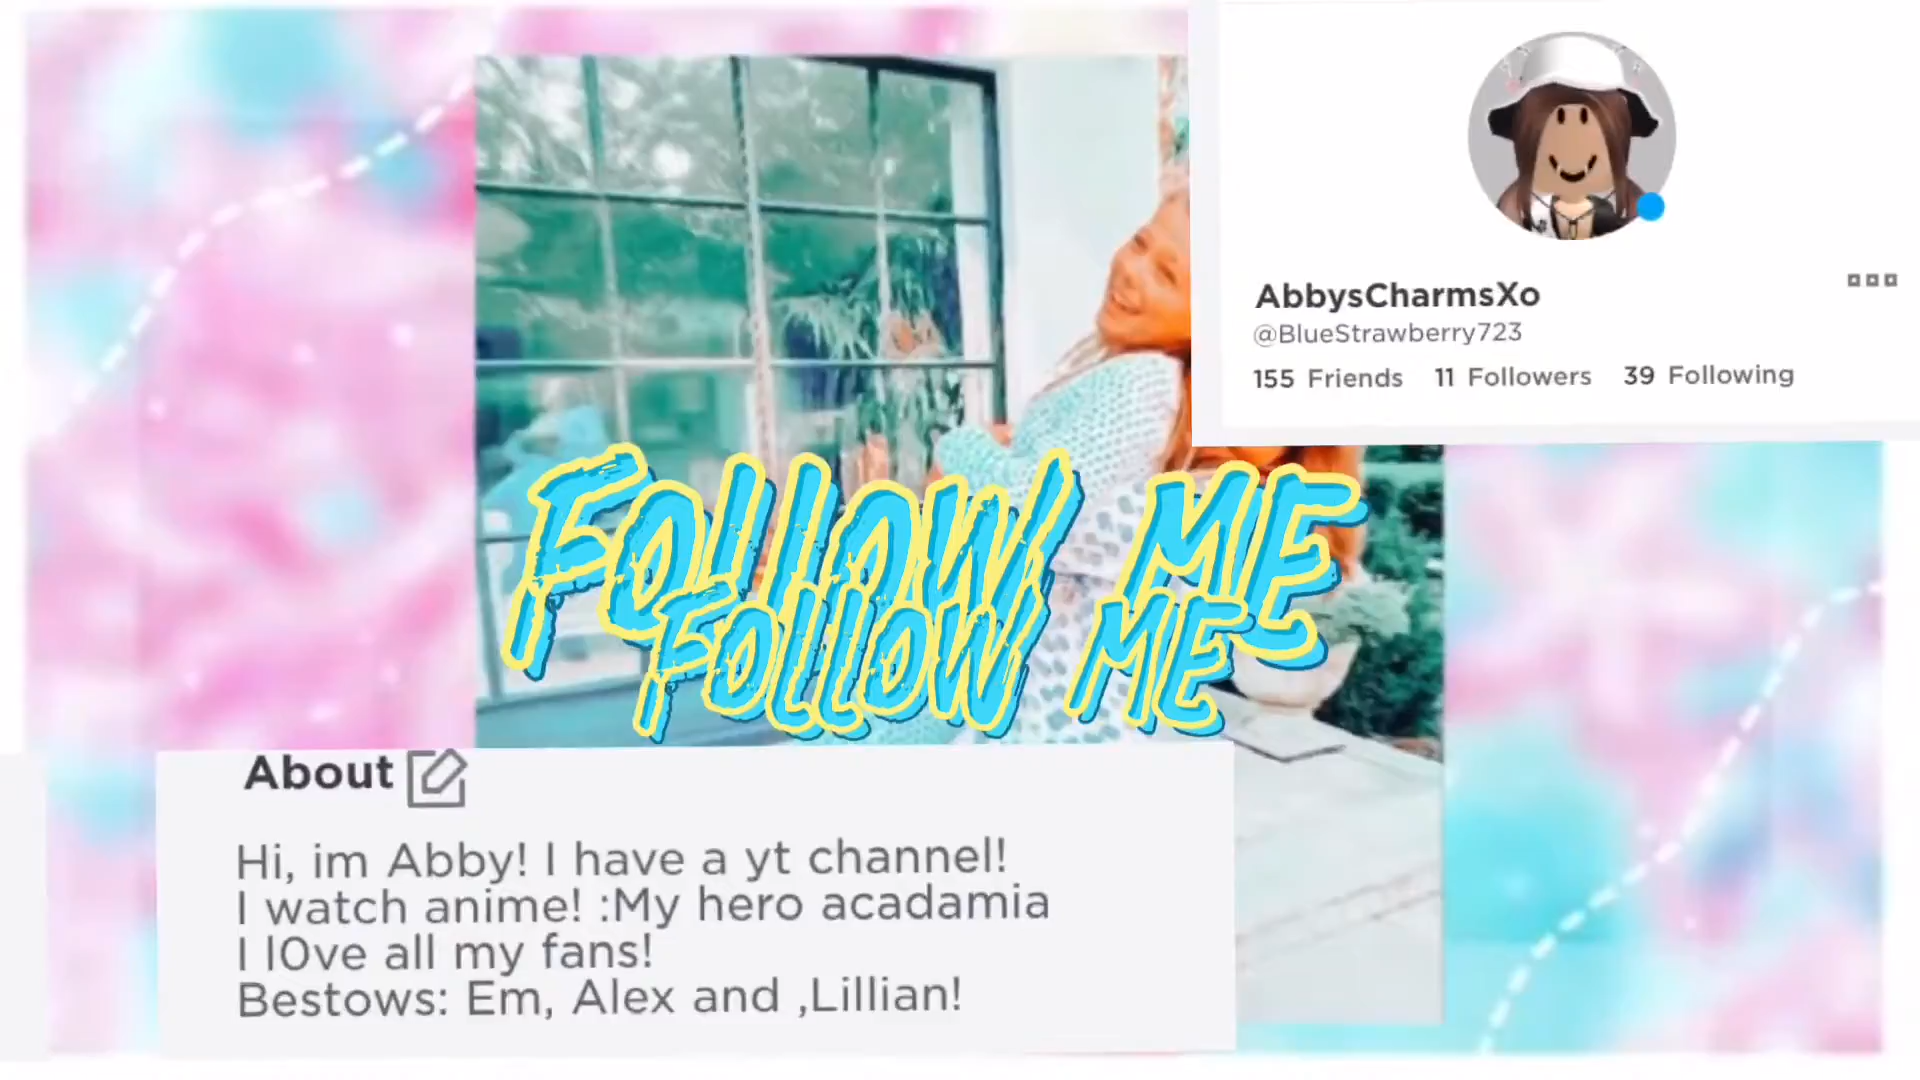 AbbysCharmsXo
@BlueStrawberry723
155 Friends 11 Followers 39 Following
FOllOW ME
FOllOW ME
About
Hi, im Abby! I have a yt channel!
I watch anime! :My hero acadamia
I l0ve all my fans!
Bestows: Em, Alex and ,Lillian!